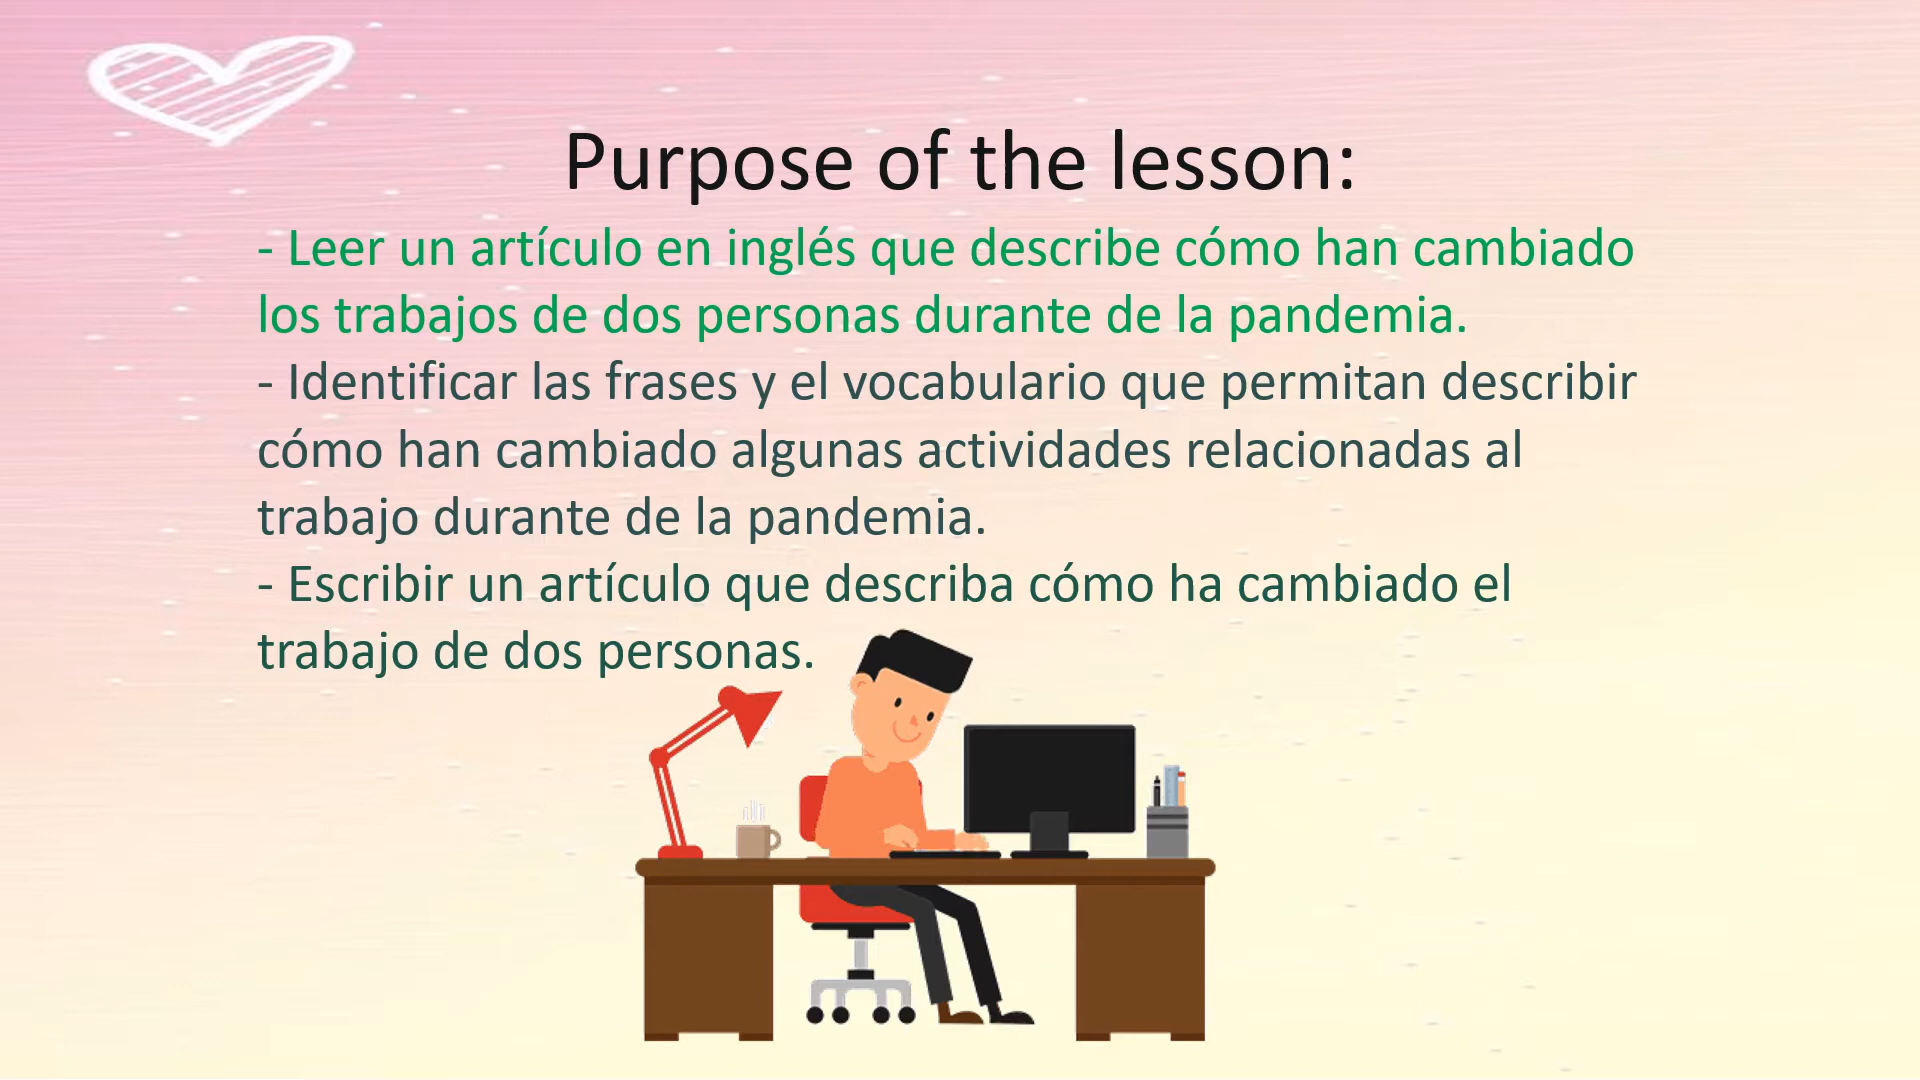 Purpose of the lesson:
- Leer un artículo en inglés que describe cómo han cambiado
los trabajos de dos personas durante de la pandemia.
- Identificar las frases y el vocabulario que permitan describir
cómo han cambiado algunas actividades relacionadas al
trabajo durante de la pandemia.
- Escribir un artículo que describa cómo ha cambiado el
trabajo de dos personas.